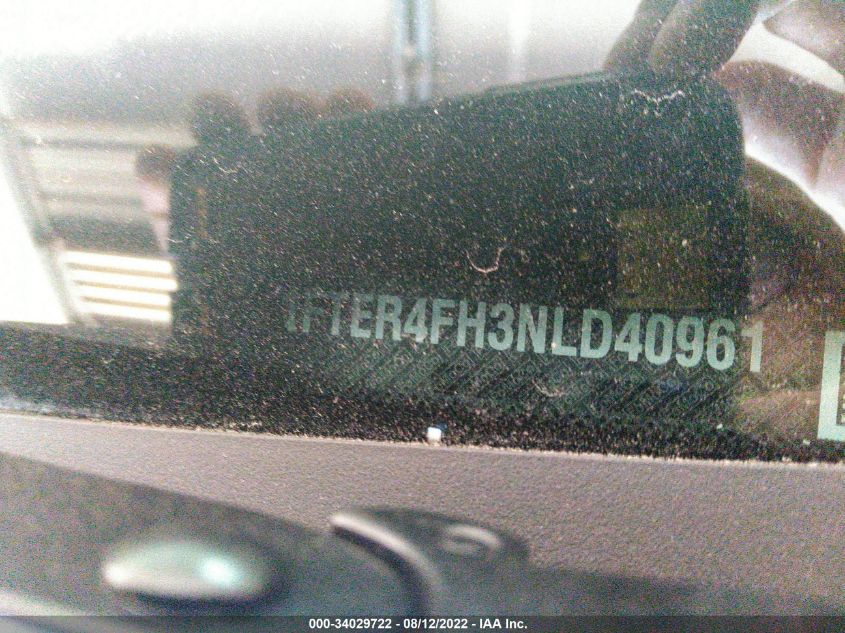 1FTER4FH3NLD40961
000-34029722 - 08/12/2022 - IAA Inc.